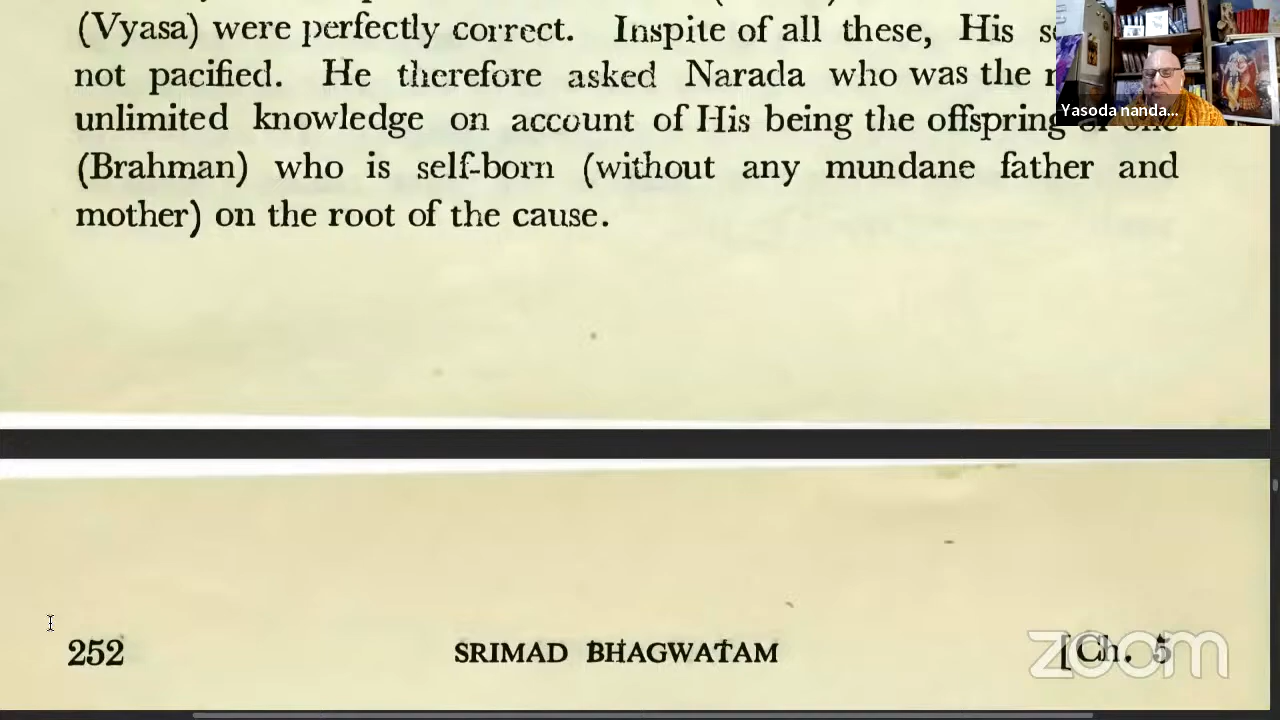 (Vyasa) were perfectly correct. Inspite of all these, His
not pacified. He therefore asked Narada who was the
unlimited knowledge on account of His being the offspring
(Brahman) who is self-born (without any mundane father and
mother) on the root of the cause.
Yasoda nanda...
252 SRIMAD BHAGWATAM [Ch. 5
zoom